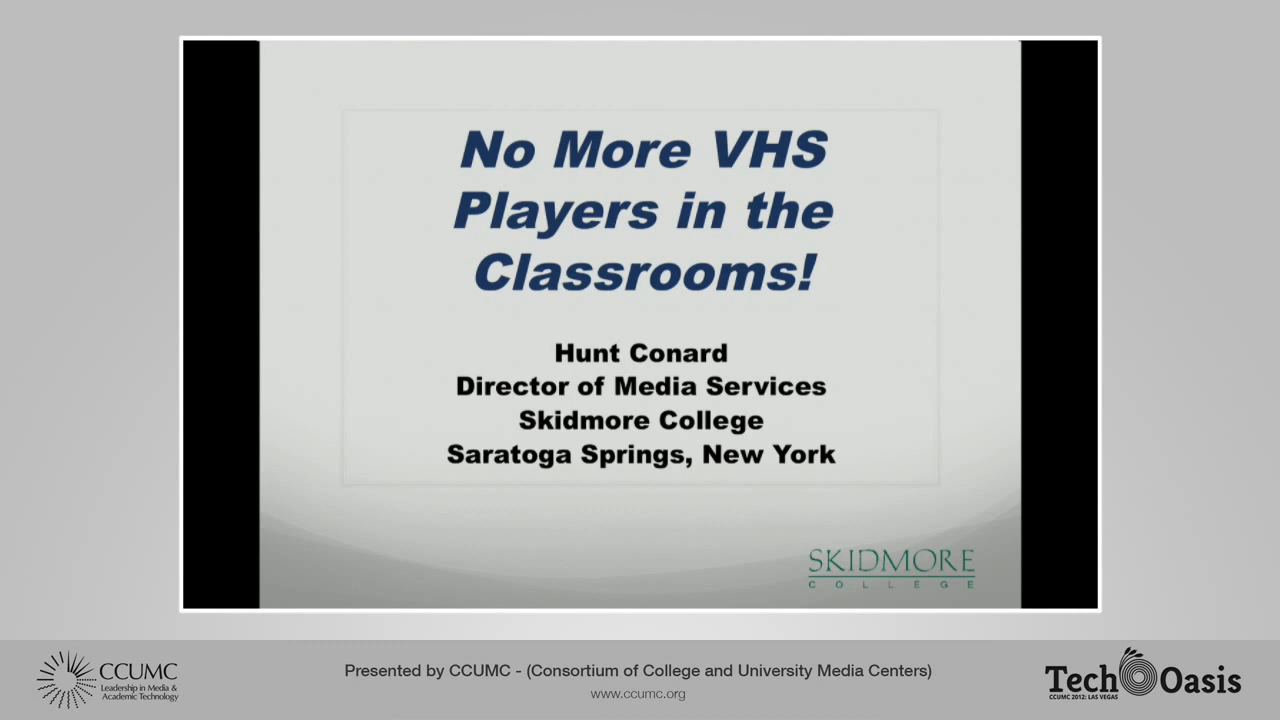 No More VHS
Players in the
Classrooms!
Hunt Conard
Director of Media Services
Skidmore College
Saratoga Springs, New York
SKIDMORE
COLLEGE
CCUMC
Leadership in Media &
Academic Technology
Presented by CCUMC - (Consortium of College and University Media Centers)
www.ccumc.org
Tech Oasis
CCUMC 2012: LAS VEGAS